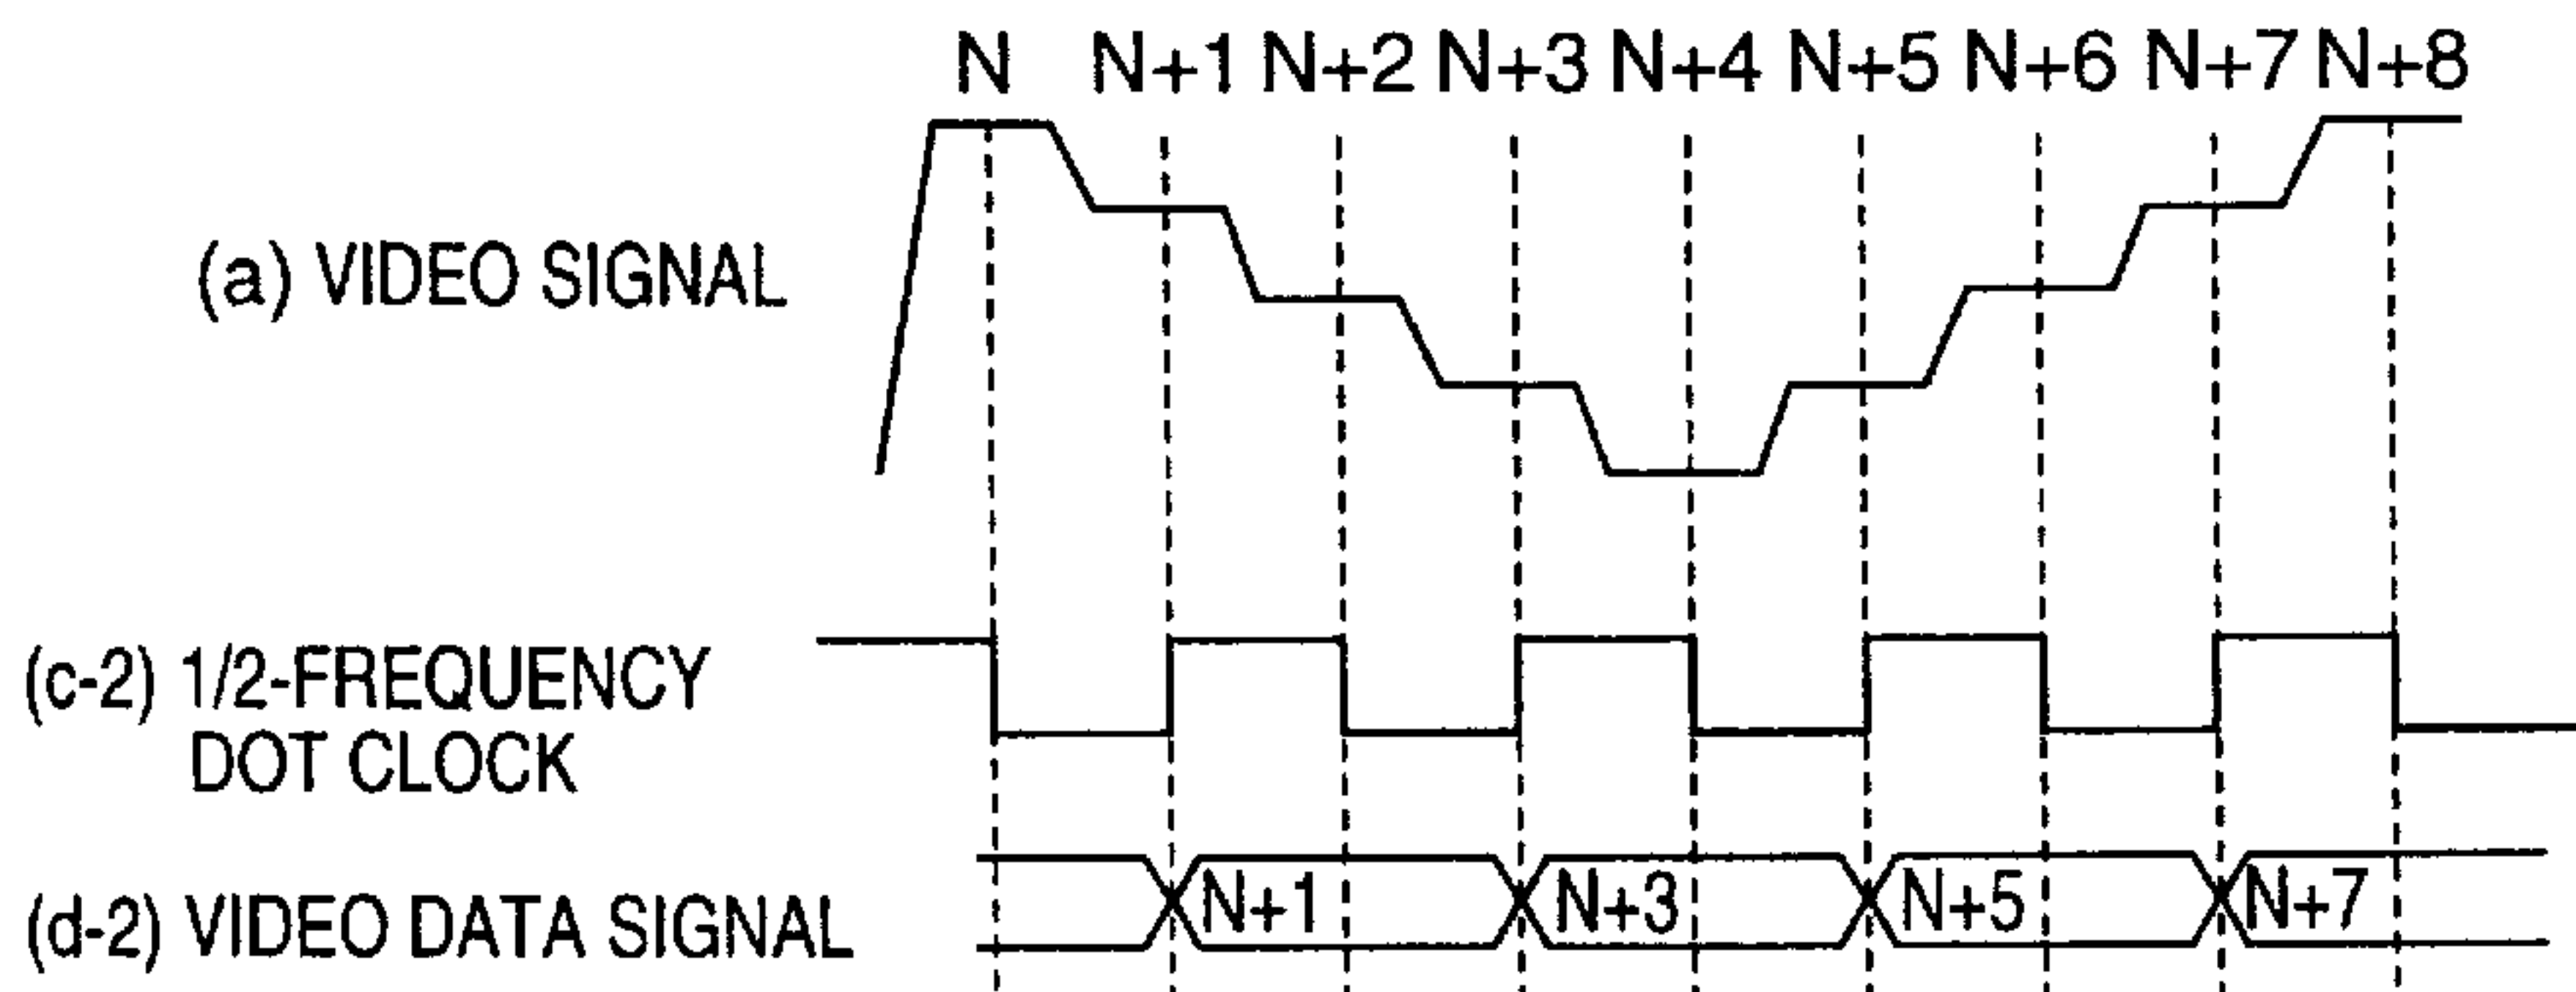 N N+1 N+2 N+3 N+4 N+5 N+6 N+7 N+8
(a) VIDEO SIGNAL
(c-2) 1/2-FREQUENCY
DOT CLOCK
(d-2) VIDEO DATA SIGNAL
N+1 N+3 N+5 N+7